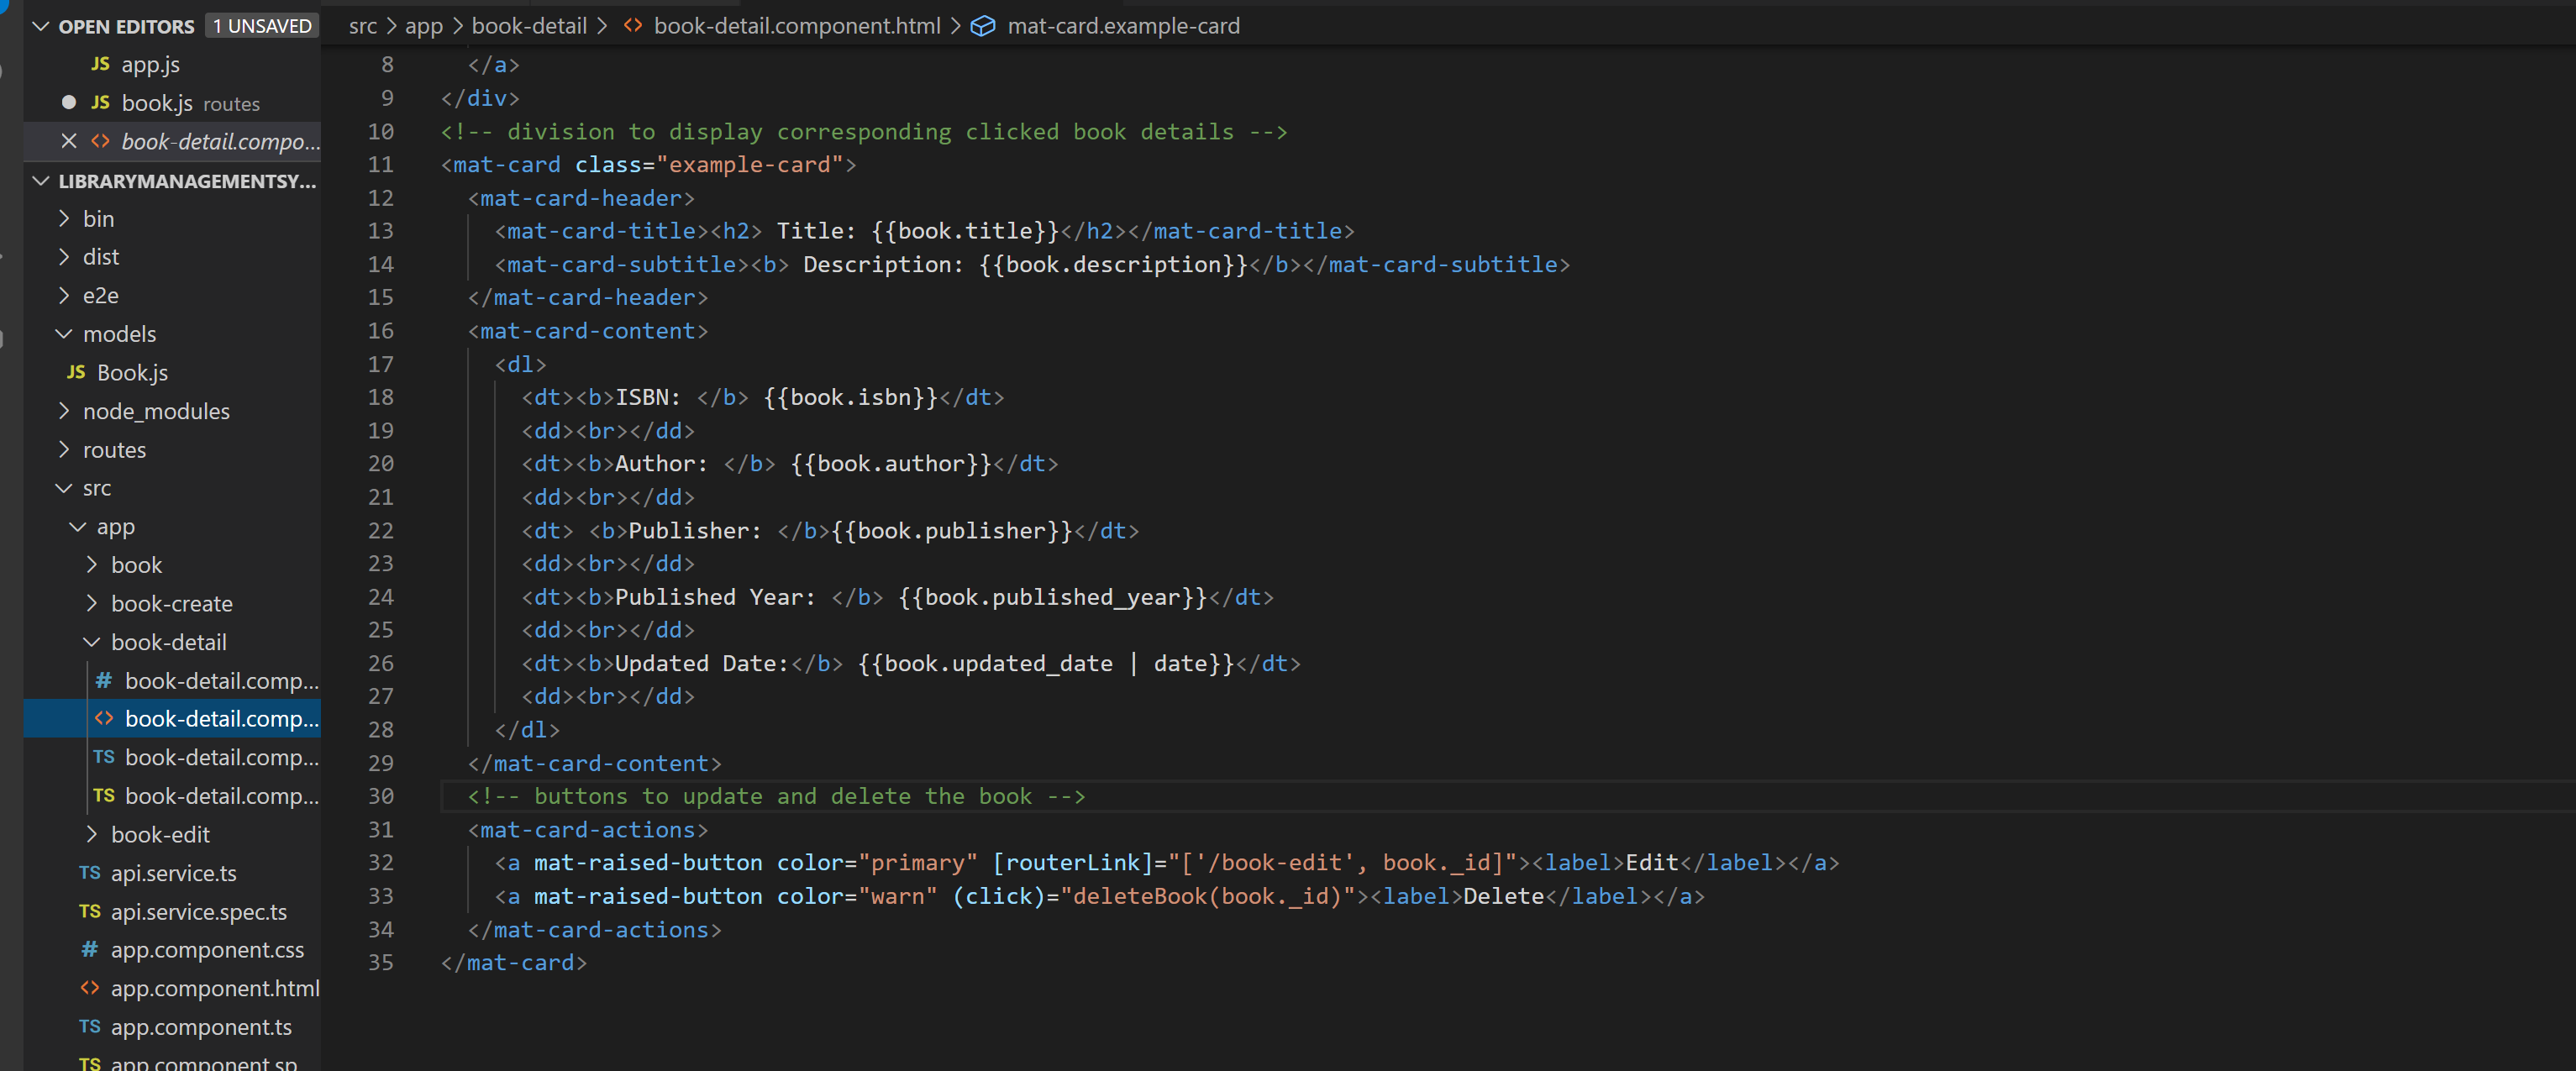 OPEN EDITORS 1 UNSAVED
JS app.js
JS book.js routes
<> book-detail.compo...
LIBRARYMANAGEMENTSY...
bin
dist
e2e
models
JS Book.js
node_modules
routes
src
app
book
book-create
book-detail
# book-detail.comp...
<> book-detail.comp...
TS book-detail.comp...
TS book-detail.comp...
book-edit
TS api.service.ts
TS api.service.spec.ts
# app.component.css
<> app.component.html
TS app.component.ts
TS app.component.sp
src > app > book-detail > <> book-detail.component.html > mat-card.example-card
8 </a>
9 </div>
10 <!-- division to display corresponding clicked book details -->
11 <mat-card class="example-card">
12 <mat-card-header>
13 <mat-card-title><h2> Title: {{book.title}}</h2></mat-card-title>
14 <mat-card-subtitle><b> Description: {{book.description}}</b></mat-card-subtitle>
15 </mat-card-header>
16 <mat-card-content>
17 <dl>
18 <dt><b>ISBN: </b> {{book.isbn}}</dt>
19 <dd><br></dd>
20 <dt><b>Author: </b> {{book.author}}</dt>
21 <dd><br></dd>
22 <dt> <b>Publisher: </b>{{book.publisher}}</dt>
23 <dd><br></dd>
24 <dt><b>Published Year: </b> {{book.published_year}}</dt>
25 <dd><br></dd>
26 <dt><b>Updated Date:</b> {{book.updated_date | date}}</dt>
27 <dd><br></dd>
28 </dl>
29 </mat-card-content>
30 <!-- buttons to update and delete the book -->
31 <mat-card-actions>
32 <a mat-raised-button color="primary" [routerLink]="['/book-edit', book._id]"><label>Edit</label></a>
33 <a mat-raised-button color="warn" (click)="deleteBook(book._id)"><label>Delete</label></a>
34 </mat-card-actions>
35 </mat-card>